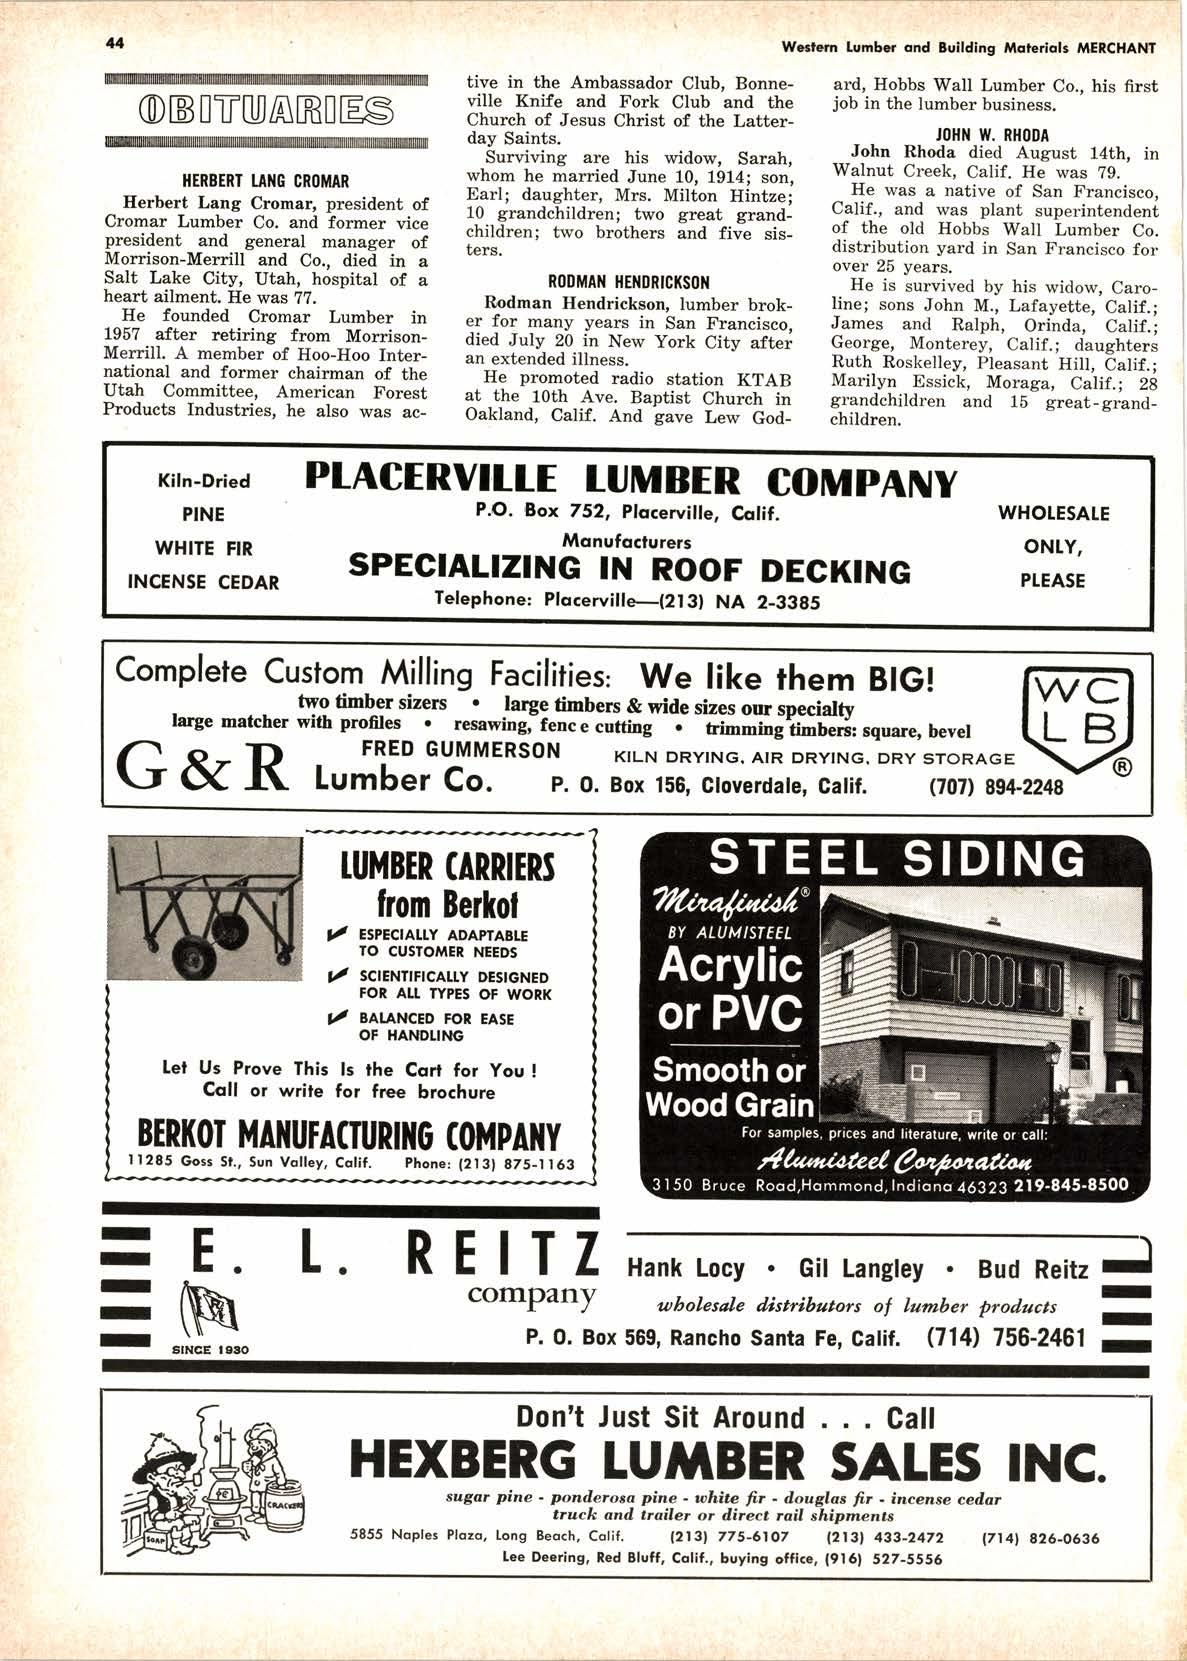 44
Western Lumber and Building Materials MERCHANT
OBITUARIES
HERBERT LANG CROMAR
Herbert Lang Cromar, president of
Cromar Lumber Co. and former vice
president and general manager of
Morrison-Merrill and Co., died in a
Salt Lake City, Utah, hospital of a
heart ailment. He was 77.
He founded Cromar Lumber in
1957 after retiring from Morrison-
Merrill. A member of Hoo-Hoo Inter-
national and former chairman of the
Utah Committee, American Forest
Products Industries, he also was ac-
tive in the Ambassador Club, Bonne-
ville Knife and Fork Club and the
Church of Jesus Christ of the Latter-
day Saints.
Surviving are his widow, Sarah,
whom he married June 10, 1914; son,
Earl; daughter, Mrs. Milton Hintze;
10 grandchildren; two great grand-
children; two brothers and five sis-
ters.
RODMAN HENDRICKSON
Rodman Hendrickson, lumber brok-
er for many years in San Francisco,
died July 20 in New York City after
an extended illness.
He promoted radio station KTAB
at the 10th Ave. Baptist Church in
Oakland, Calif. And gave Lew God-
ard, Hobbs Wall Lumber Co., his first
job in the lumber business.
JOHN W. RHODA
John Rhoda died August 14th, in
Walnut Creek, Calif. He was 79.
He was a native of San Francisco,
Calif., and was plant superintendent
of the old Hobbs Wall Lumber Co.
distribution yard in San Francisco for
over 25 years.
He is survived by his widow, Caro-
line; sons John M., Lafayette, Calif.;
James and Ralph, Orinda, Calif.;
George, Monterey, Calif.; daughters
Ruth Roskelley, Pleasant Hill, Calif.;
Marilyn Essick, Moraga, Calif.; 28
grandchildren and 15 great-grand-
children.
Kiln-Dried
PINE
WHITE FIR
INCENSE CEDAR
PLACERVILLE LUMBER COMPANY
P.O. Box 752, Placerville, Calif.
Manufacturers
SPECIALIZING IN ROOF DECKING
Telephone: Placerville—(213) NA 2-3385
WHOLESALE
ONLY,
PLEASE
Complete Custom Milling Facilities: We like them BIG!
two timber sizers • large timbers & wide sizes our specialty
large matcher with profiles • resawing, fenc e cutting • trimming timbers: square, bevel
G & R
FRED GUMMERSON
Lumber Co.
KILN DRYING, AIR DRYING, DRY STORAGE
P. O. Box 156, Cloverdale, Calif. (707) 894-2248
WC
LB
®
LUMBER CARRIERS
from Berkot
ESPECIALLY ADAPTABLE
TO CUSTOMER NEEDS
SCIENTIFICALLY DESIGNED
FOR ALL TYPES OF WORK
BALANCED FOR EASE
OF HANDLING
Let Us Prove This Is the Cart for You !
Call or write for free brochure
BERKOT MANUFACTURING COMPANY
11285 Goss St., Sun Valley, Calif. Phone: (213) 875-1163
STEEL SIDING
Mirafinish®
BY ALUMISTEEL
Acrylic
or PVC
Smooth or
Wood Grain
For samples, prices and literature, write or call:
Alumisteel Corporation
3150 Bruce Road,Hammond,Indiana 46323 219-845-8500
E. L. REITZ
company
SINCE 1930
Hank Locy • Gil Langley • Bud Reitz
wholesale distributors of lumber products
P. O. Box 569, Rancho Santa Fe, Calif. (714) 756-2461
CRACKERS
SOAP
Don't Just Sit Around . . . Call
HEXBERG LUMBER SALES INC.
sugar pine - ponderosa pine - white fir - douglas fir - incense cedar
truck and trailer or direct rail shipments
5855 Naples Plaza, Long Beach, Calif. (213) 775-6107 (213) 433-2472 (714) 826-0636
Lee Deering, Red Bluff, Calif., buying office, (916) 527-5556